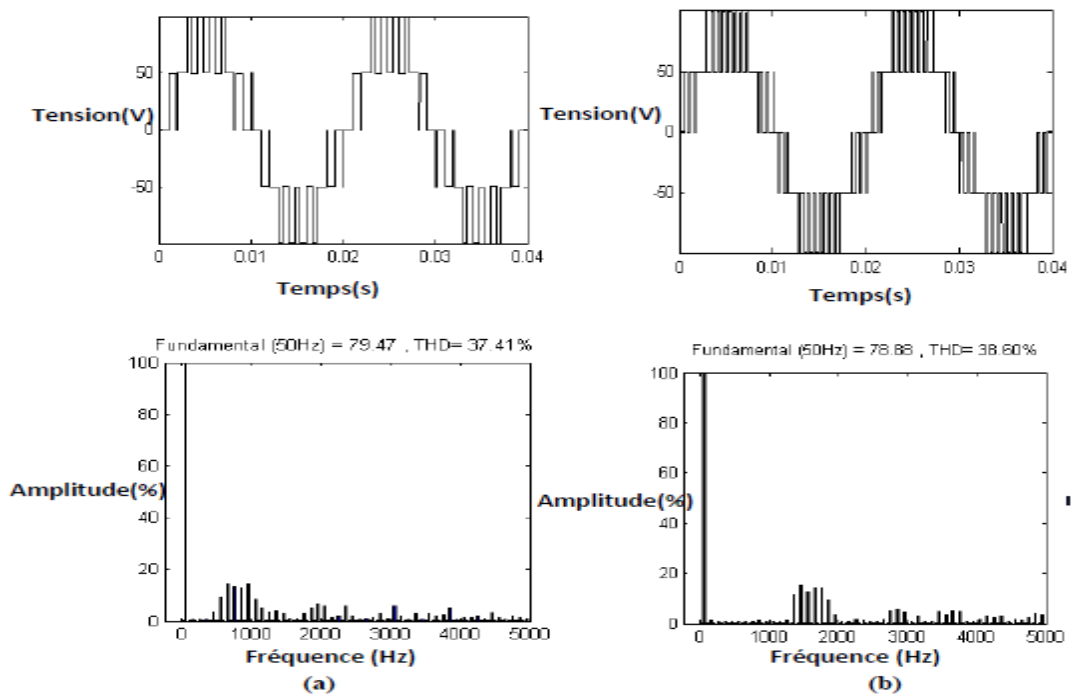 50
Tension(V)
0
-50
0 0.01 0.02 0.03 0.04
Temps(s)
50
Tension(V)
0
-50
0 0.01 0.02 0.03 0.04
Temps(s)
Fundamental (50Hz) = 79.47 , THD= 37.41%
100
80
60
Amplitude(%)
40
20
0
0 1000 2000 3000 4000 5000
Fréquence (Hz)
(a)
Fundamental (50Hz) = 78.88 , THD= 38.60%
100
80
60
Amplitude(%)
40
20
0
0 1000 2000 3000 4000 5000
Fréquence (Hz)
(b)